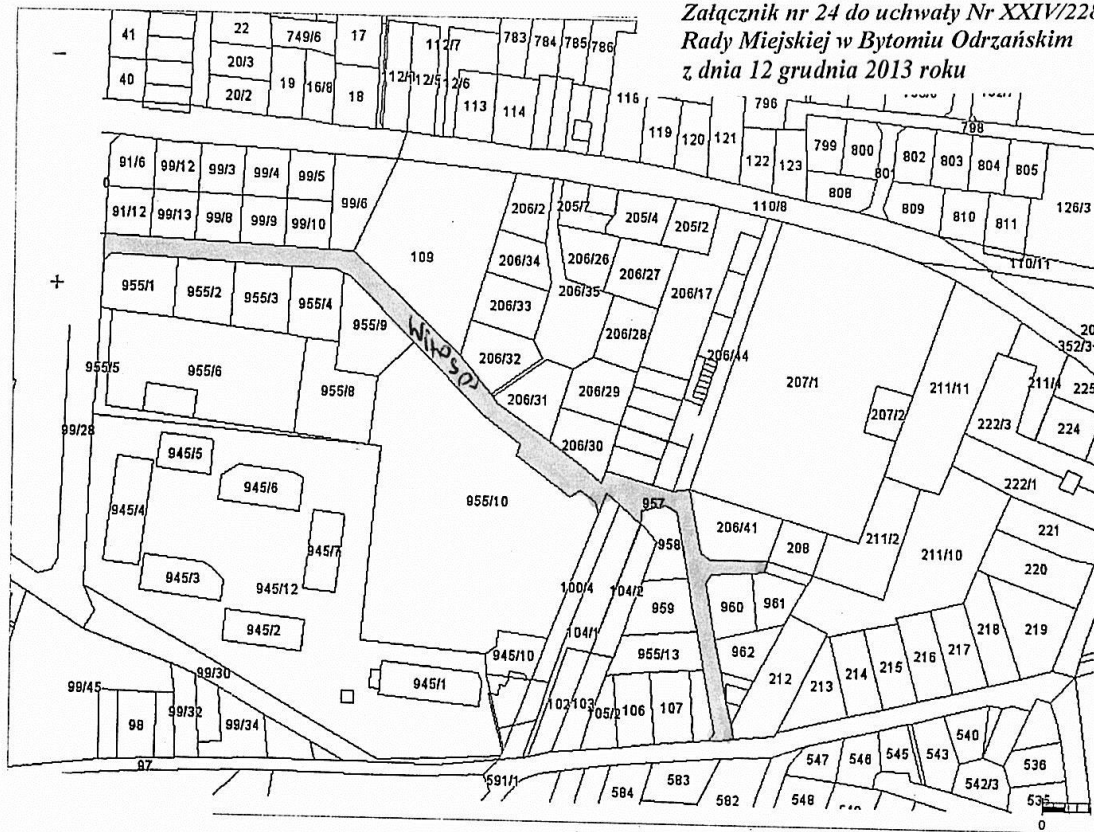 Załącznik nr 24 do uchwały Nr XXIV/228
Rady Miejskiej w Bytomiu Odrzańskim
z dnia 12 grudnia 2013 roku
41 22 749/6 17 112/7 783 784 785 786
40 20/3 19 16/8 12/5 12/6
20/2 18 113 114 116 119 120 121 796 798
122 123 799 800 801 802 803 804 805
91/6 99/12 99/3 99/4 99/5 99/6 808
91/12 99/13 99/8 99/9 99/10 206/2 205/7 205/4 205/2 110/8 809 810 811 126/3
109 206/34 206/26 206/27 110/11
955/1 955/2 955/3 955/4 206/33 206/35 206/17
955/9 206/32 206/28 206/44 352/3
955/5 955/6 955/8 206/31 206/29 207/1 211/11 211/4 225
207/2 222/3 224
99/28 206/30
945/5 945/6 955/10 957 222/1
945/4 945/7 958 206/41 208 211/2 211/10 221
945/3 945/12 100/4 104/2 220
945/2 104/1 959 960 961 219
945/10 955/13 962 212 213 214 215 216 217 218
99/45 99/30 945/1
98 99/32 99/34 102 103 105/2 106 107
97 591/1 584 583 582 547 548 546 545 543 540 542/3 536 535
0